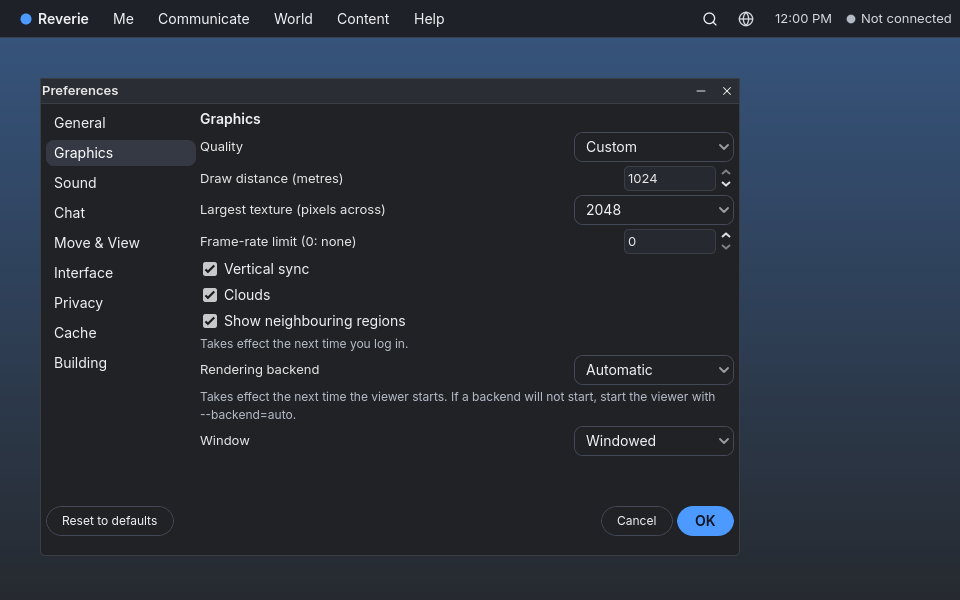 Reverie Me Communicate World Content Help 12:00 PM Not connected
Preferences
General
Graphics
Sound
Chat
Move & View
Interface
Privacy
Cache
Building
Graphics
Quality Custom
Draw distance (metres) 1024
Largest texture (pixels across) 2048
Frame-rate limit (0: none) 0
Vertical sync
Clouds
Show neighbouring regions
Takes effect the next time you log in.
Rendering backend Automatic
Takes effect the next time the viewer starts. If a backend will not start, start the viewer with
--backend=auto.
Window Windowed
Reset to defaults Cancel OK